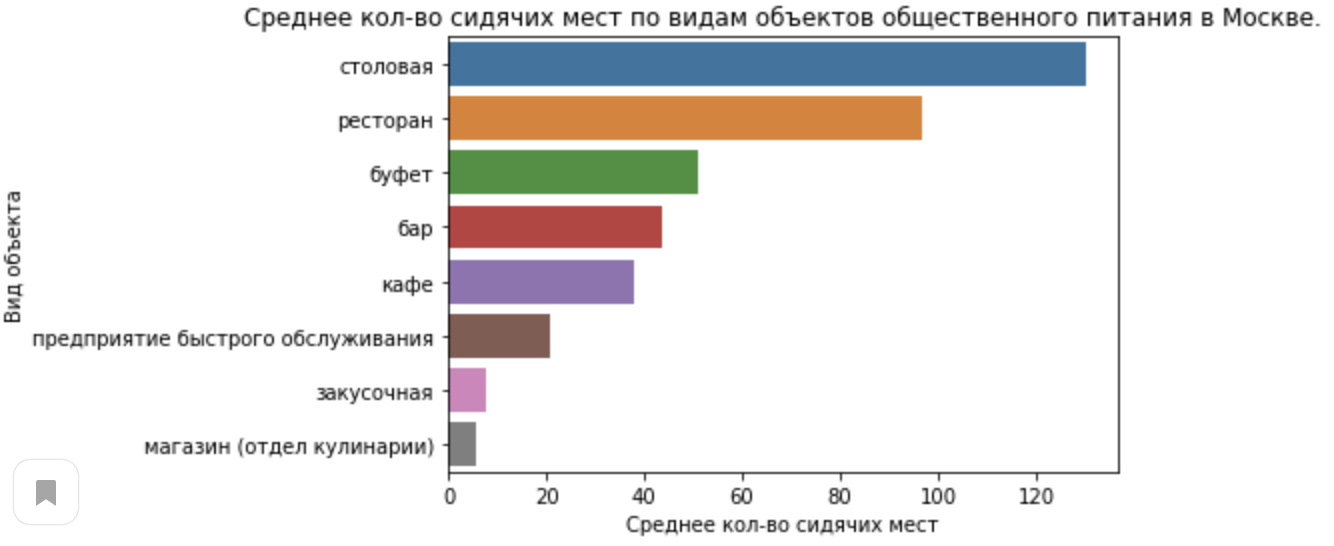 Среднее кол-во сидячих мест по видам объектов общественного питания в Москве.
Вид объекта
столовая
ресторан
буфет
бар
кафе
предприятие быстрого обслуживания
закусочная
магазин (отдел кулинарии)
0 20 40 60 80 100 120
Среднее кол-во сидячих мест